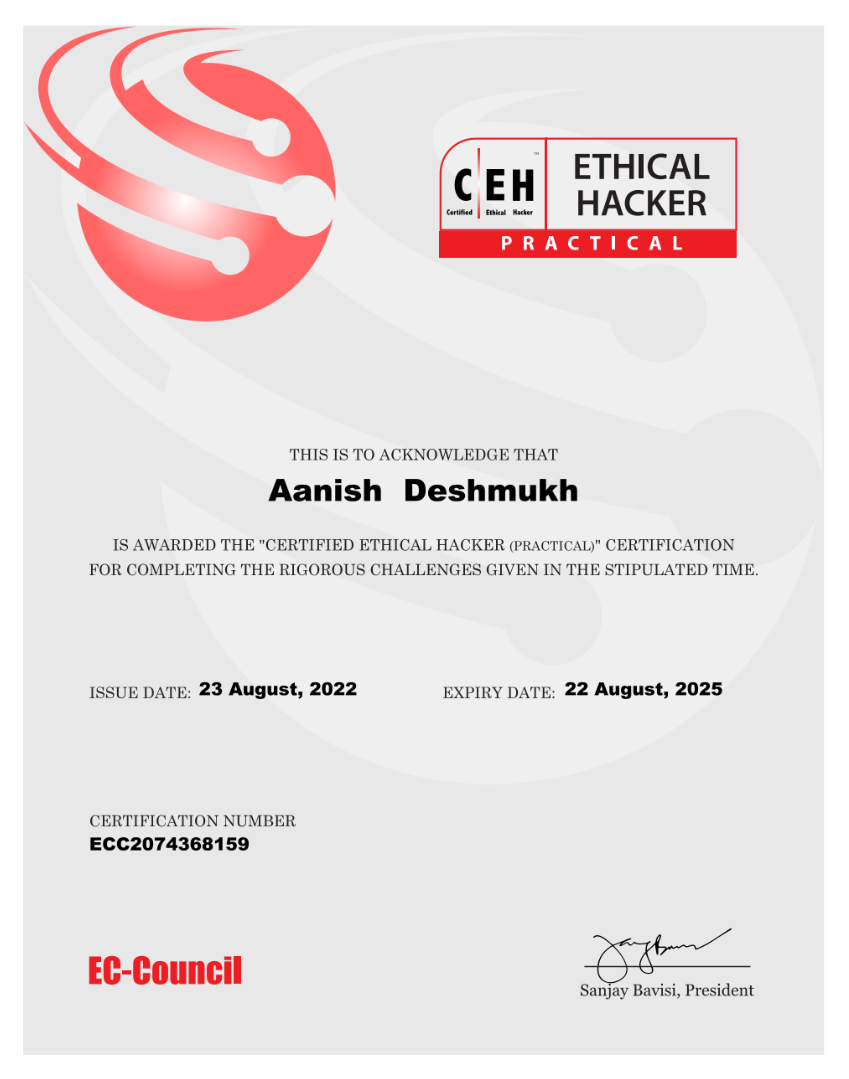 CEH™
Certified Ethical Hacker
ETHICAL
HACKER
PRACTICAL
THIS IS TO ACKNOWLEDGE THAT
Aanish Deshmukh
IS AWARDED THE "CERTIFIED ETHICAL HACKER (PRACTICAL)" CERTIFICATION
FOR COMPLETING THE RIGOROUS CHALLENGES GIVEN IN THE STIPULATED TIME.
ISSUE DATE: 23 August, 2022 EXPIRY DATE: 22 August, 2025
CERTIFICATION NUMBER
ECC2074368159
EC-Council
Sanjay Bavisi, President